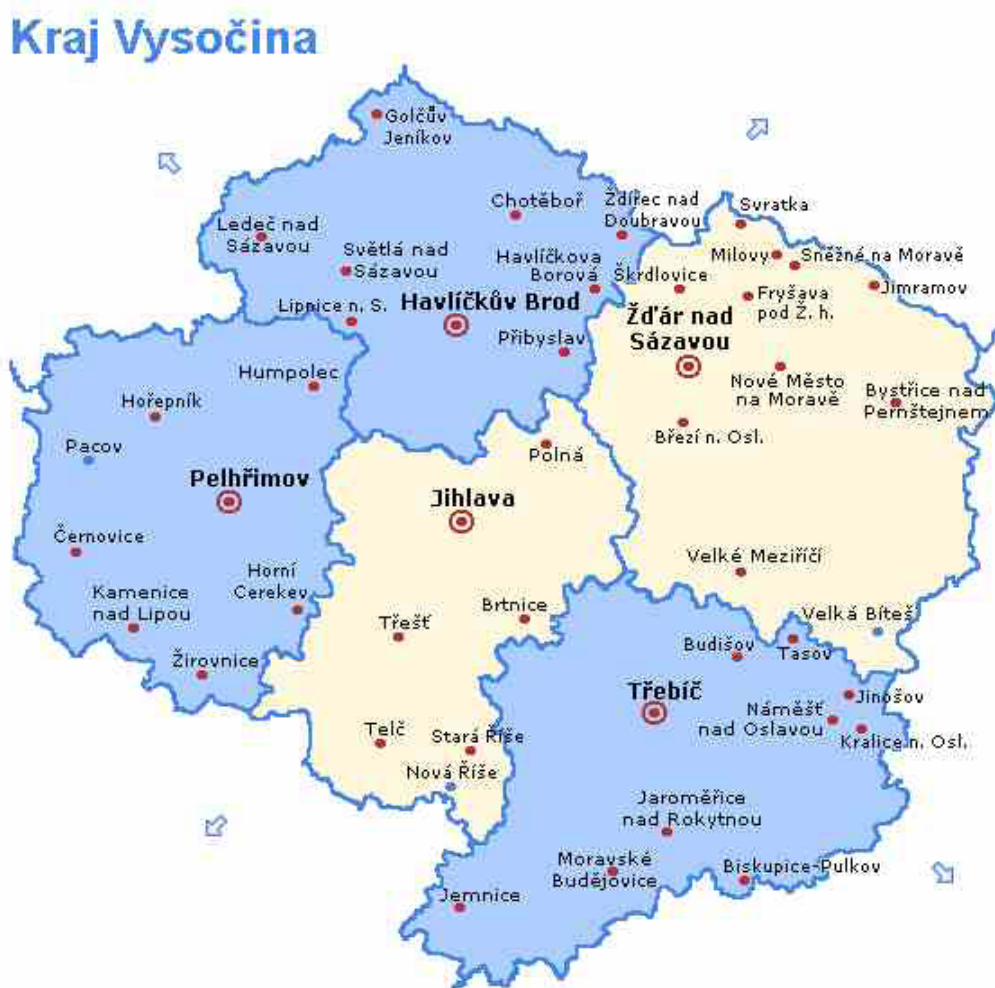 Kraj Vysočina
Golčův
Jeníkov
Chotěboř
Ždírec nad
Doubravou
Svratka
Ledeč nad
Sázavou
Světlá nad
Sázavou
Havlíčkova
Borová
Milovy
Sněžné na Moravě
Škrdlovice
Jimramov
Lipnice n. S.
Havlíčkův Brod
Fryšava
pod Ž. h.
Žďár nad
Sázavou
Přibyslav
Humpolec
Nové Město
na Moravě
Bystřice nad
Pernštejnem
Hořepník
Březí n. Osl.
Pacov
Polná
Pelhřimov
Jihlava
Černovice
Velké Meziříčí
Horní
Cerekev
Kamenice
nad Lipou
Brtnice
Velká Bíteš
Třešť
Budišov
Tasov
Žirovnice
Třebíč
Jinošov
Náměšť
nad Oslavou
Telč
Stará Říše
Kralice n. Osl.
Nová Říše
Jaroměřice
nad Rokytnou
Moravské
Budějovice
Biskupice-Pulkov
Jemnice